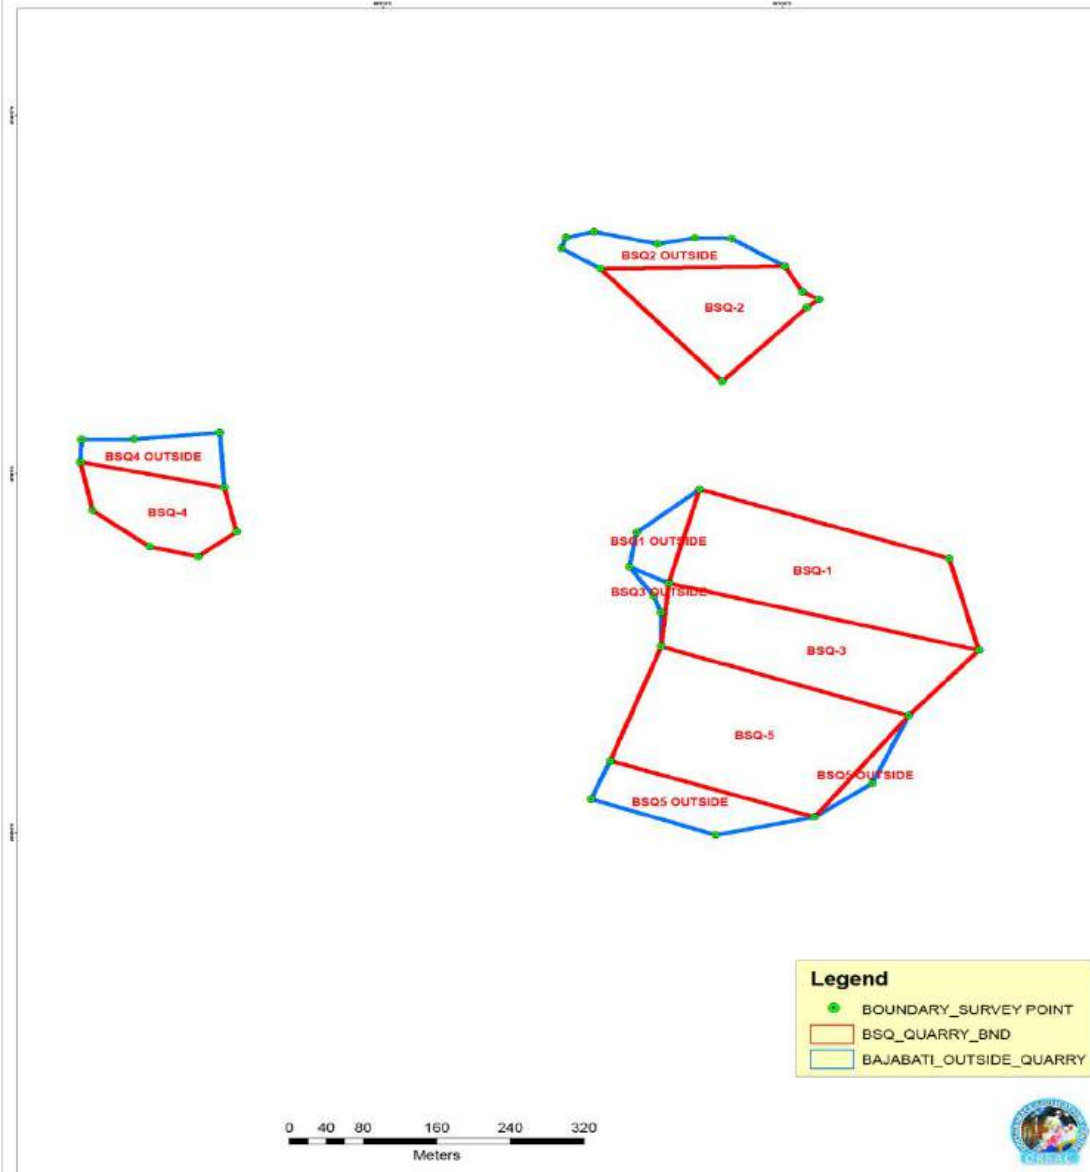 BSQ2 OUTSIDE
BSQ-2
BSQ4 OUTSIDE
BSQ-4
BSQ1 OUTSIDE
BSQ-1
BSQ3 OUTSIDE
BSQ-3
BSQ-5
BSQ5 OUTSIDE
BSQ5 OUTSIDE
Legend
BOUNDARY_SURVEY POINT
BSQ_QUARRY_BND
BAJABATI_OUTSIDE_QUARRY
0 40 80 160 240 320
Meters